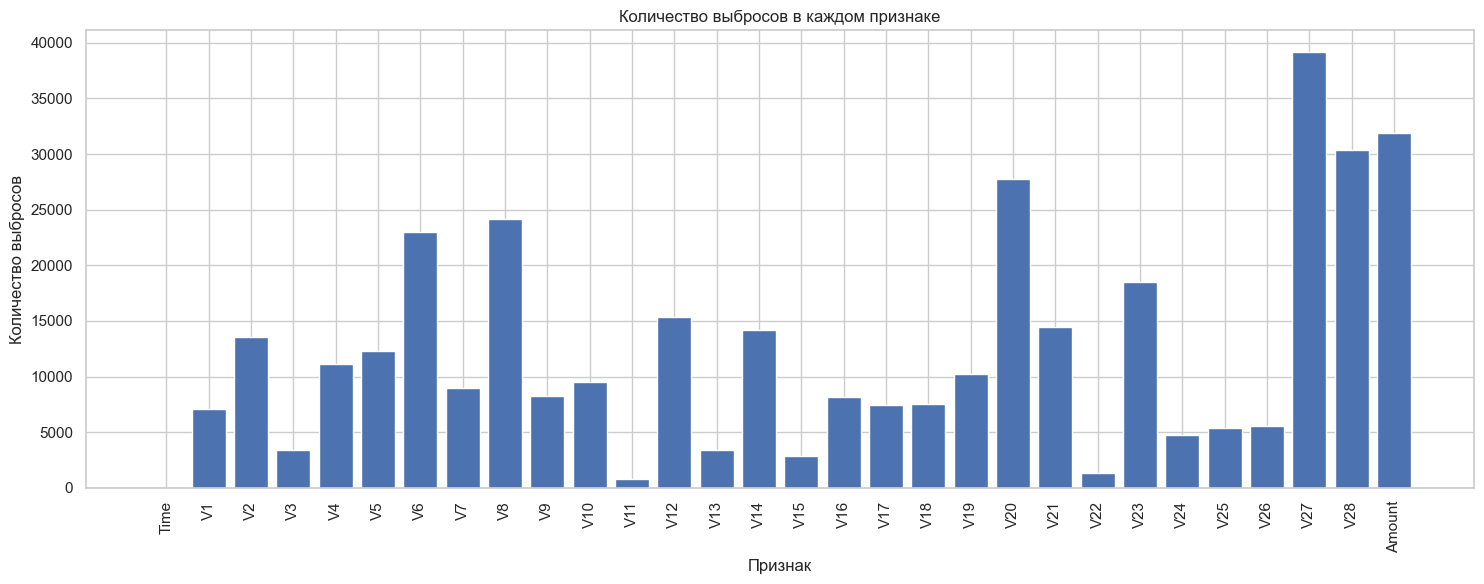 Количество выбросов в каждом признаке
Количество выбросов
40000
35000
30000
25000
20000
15000
10000
5000
0
Time
V1
V2
V3
V4
V5
V6
V7
V8
V9
V10
V11
V12
V13
V14
V15
V16
V17
V18
V19
V20
V21
V22
V23
V24
V25
V26
V27
V28
Amount
Признак